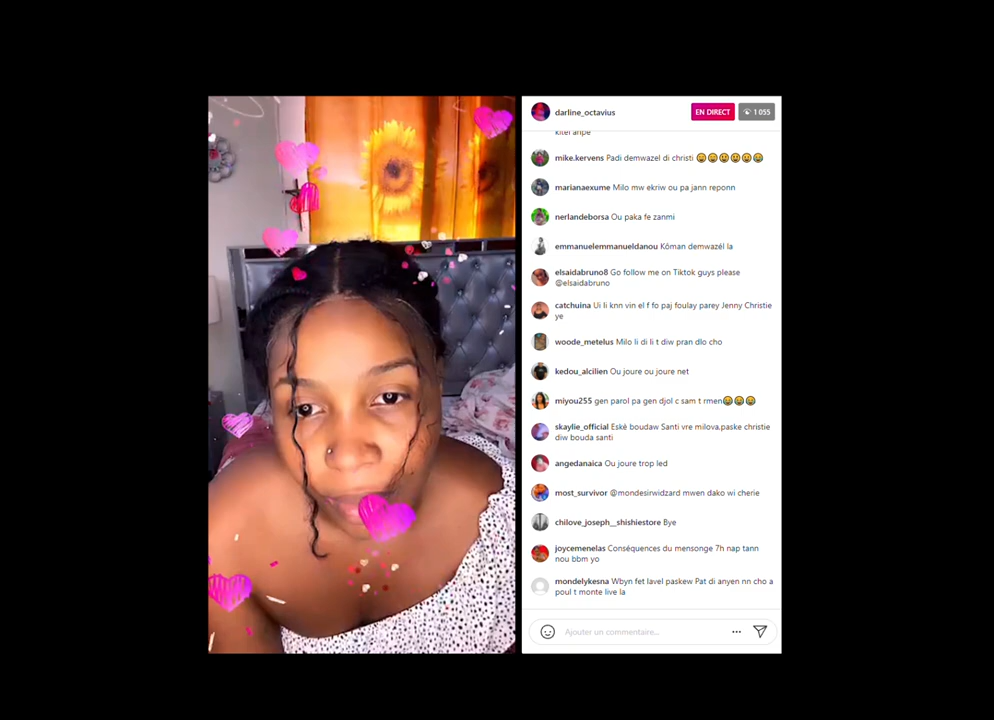 darline_octavius EN DIRECT 1 055
mike.kervens Padi demwazel di christi 😄😄😄😄😄😄
marianaexume Milo mw ekriw ou pa jann reponn
nerlandeborsa Ou paka fe zanmi
emmanuelemmanueldanou Kôman demwazél la
elsaidabruno8 Go follow me on Tiktok guys please
@elsaidabruno
catchuina Ui li knn vin el f fo paj foulay parey Jenny Christie
ye
woode_metelus Milo li di li t diw pran dlo cho
kedou_alcilien Ou joure ou joure net
miyou255 gen parol pa gen djol c sam t rmen😂😂😂
skaylie_official Eskè boudaw Santi vre milova,paske christie
diw bouda santi
angedanaica Ou joure trop led
most_survivor @mondesirwidzard mwen dako wi cherie
chilove_joseph__shishiestore Bye
joycemenelas Conséquences du mensonge 7h nap tann
nou bbm yo
mondelykesna Wbyn fet lavel paskew Pat di anyen nn cho a
poul t monte live la
Ajouter un commentaire...